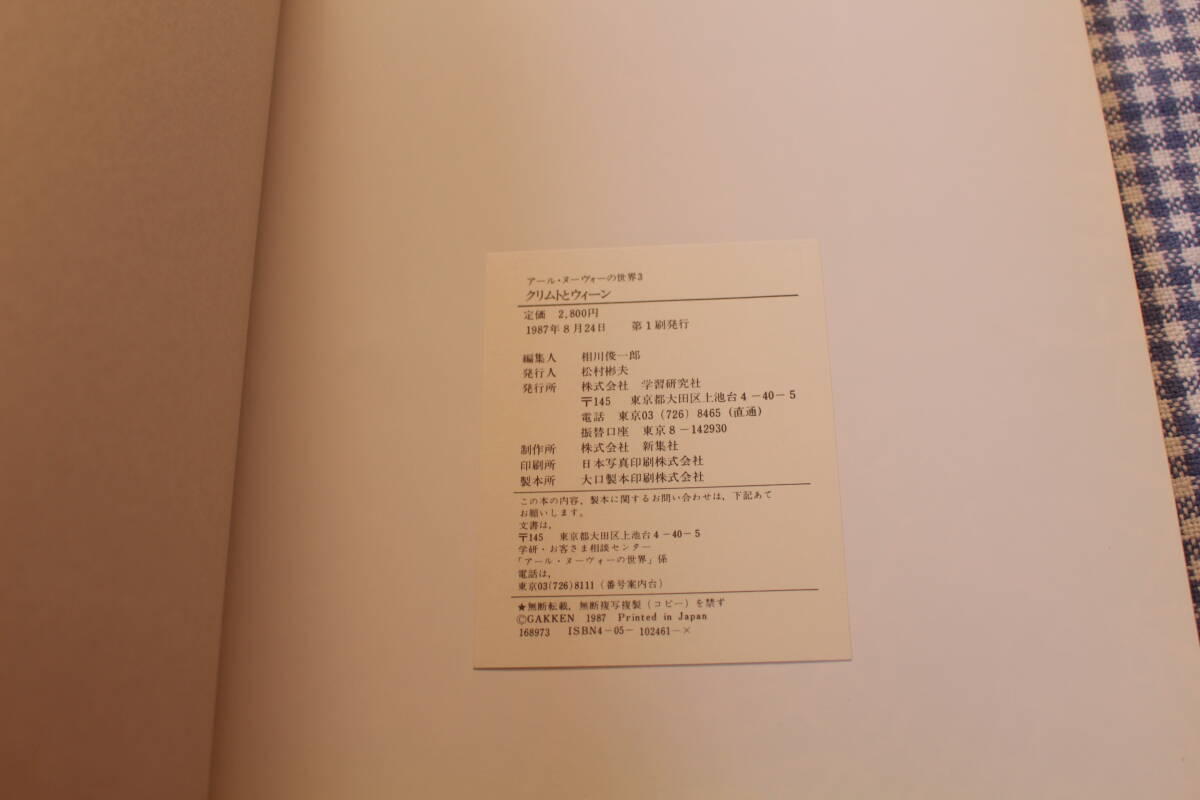 アール・ヌーヴォーの世界3
クリムトとウィーン
定価 2,800円
1987年8月24日 第1刷発行
編集人 相川俊一郎
発行人 松村彬夫
発行所 株式会社 学習研究社
〒145 東京都大田区上池台4-40-5
電話 東京03(726)8465(直通)
振替口座 東京8-142930
制作所 株式会社 新集社
印刷所 日本写真印刷株式会社
製本所 大口製本印刷株式会社
この本の内容,製本に関するお問い合わせは,下記あて
お願いします。
文書は,
〒145 東京都大田区上池台4-40-5
学研・お客さま相談センター
「アール・ヌーヴォーの世界」係
電話は,
東京03(726)8111(番号案内台)
★無断転載,無断複写複製(コピー)を禁ず
©GAKKEN 1987 Printed in Japan
168973 ISBN4-05-102461-×